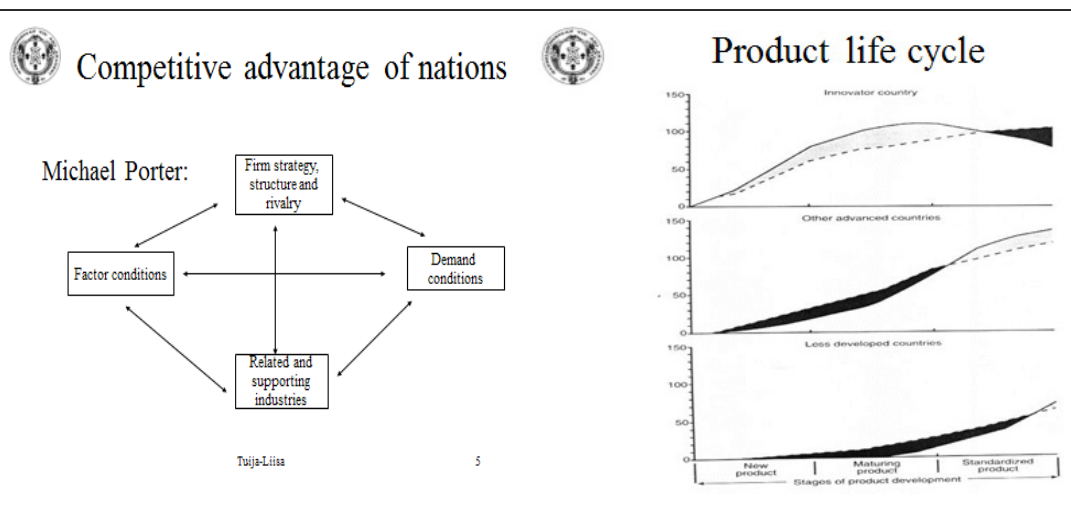 Competitive advantage of nations
Michael Porter:
Firm strategy,
structure and
rivalry
Factor conditions
Demand
conditions
Related and
supporting
industries
Tuija-Liisa
5
Product life cycle
Innovator country
150
100
50
0
Other advanced countries
150
100
50
0
Less developed countries
150
100
50
0
New
product
Maturing
product
Standardized
product
Stages of product development